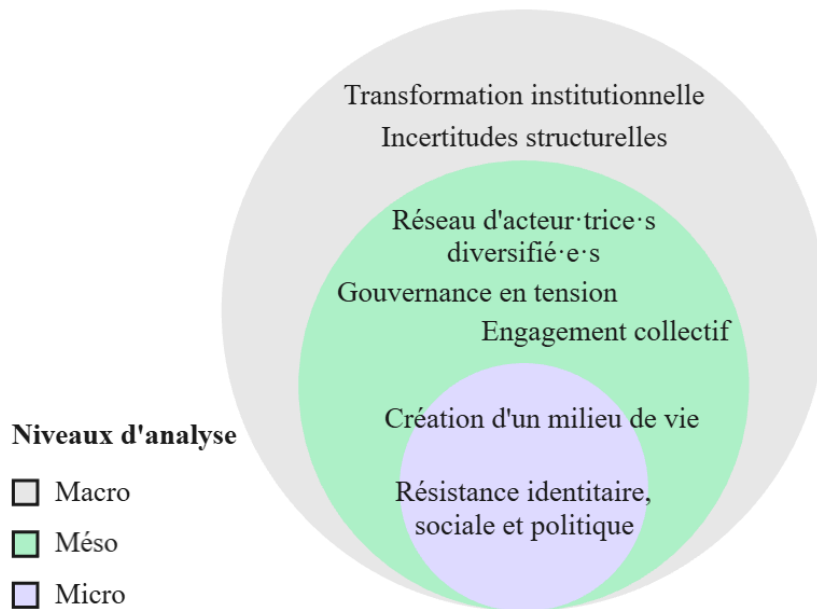 Transformation institutionnelle
Incertitudes structurelles
Réseau d'acteur·trice·s
diversifié·e·s
Gouvernance en tension
Engagement collectif
Création d'un milieu de vie
Résistance identitaire,
sociale et politique
Niveaux d'analyse
Macro
Méso
Micro